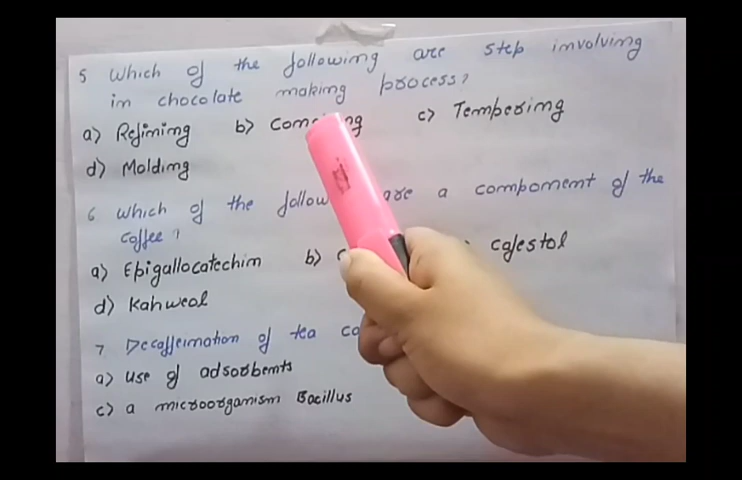 5 Which of the following are step involving
in chocolate making process?
a) Refining b) c) Tempering
d) Molding
6 which of the are a component of the
coffee?
a) Epigallocatechin b) cafestol
d) Kahweol
7 Decaffeination of tea
a) use of adsorbents
c) a microorganism Bacillus